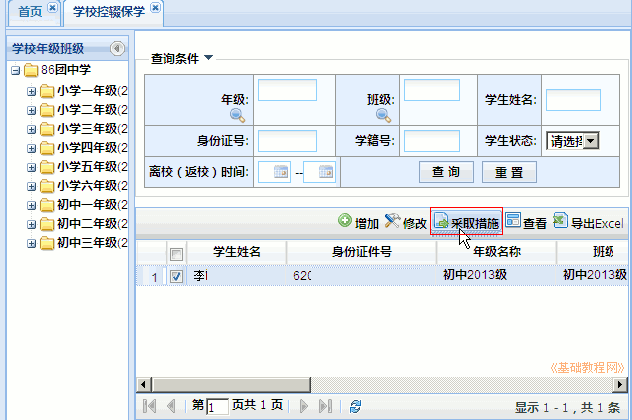 首页 学校控辍保学
学校年级班级
86团中学
小学一年级(2
小学二年级(2
小学三年级(2
小学四年级(2
小学五年级(2
小学六年级(2
初中一年级(2
初中二年级(2
初中三年级(2
查询条件
年级: 班级: 学生姓名:
身份证号: 学籍号: 学生状态: 请选择
离校（返校）时间: -- 查 询 重 置
增加 修改 采取措施 查看 导出Excel
学生姓名 身份证件号 年级名称 班级
1 李 620 初中2013级 初中2013级
《基础教程网》
第 1 页共 1 页 显示 1 - 1，共 1 条